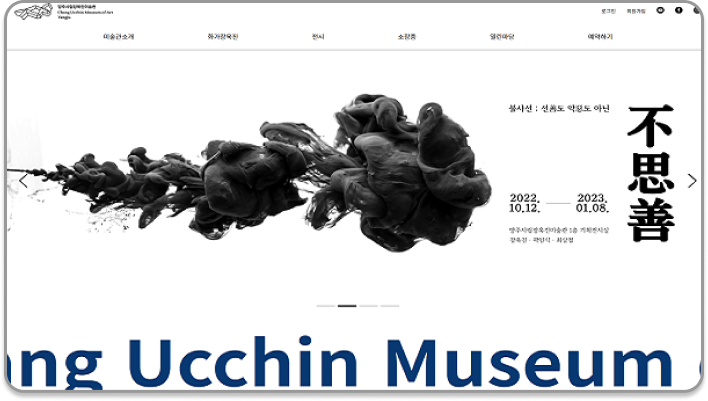 양주시립장욱진미술관
Chang Ucchin Museum of Art
Yangju
로그인 회원가입
미술관소개 화가장욱진 전시 소장품 열린마당 예약하기
불사선 : 선善도 악惡도 아닌
不思善
2022. 10.12. 2023. 01.08.
양주시립장욱진미술관 1층 기획전시실
장욱진 · 곽인식 · 최상철
ang Ucchin Museum